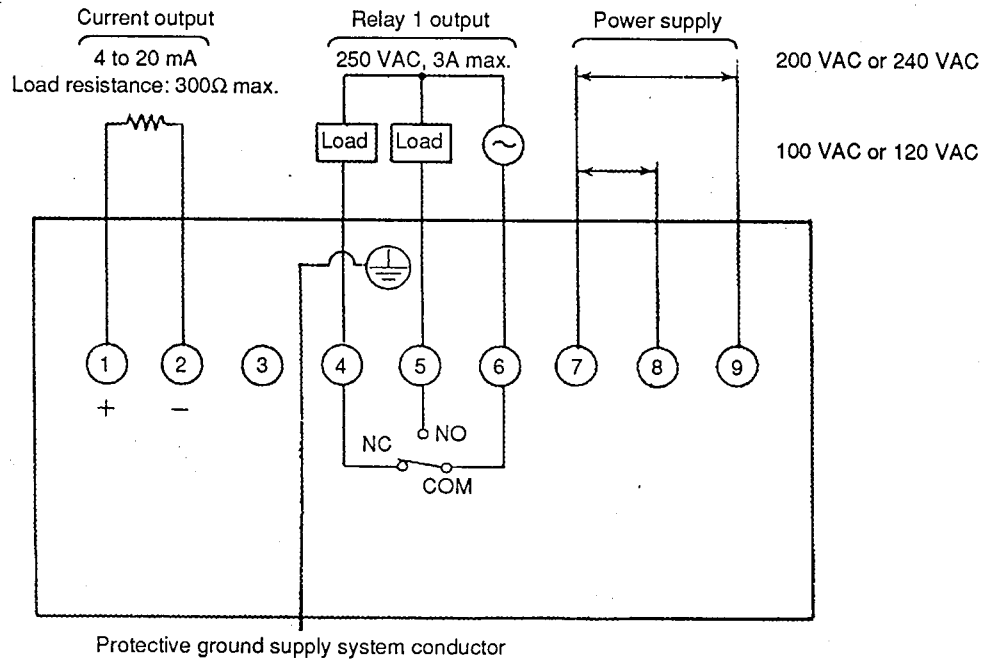 Current output
4 to 20 mA
Load resistance: 300Ω max.
Relay 1 output
250 VAC, 3A max.
Power supply
200 VAC or 240 VAC
100 VAC or 120 VAC
Load
Load
~
1
2
3
4
5
6
7
8
9
+
−
NC
NO
COM
Protective ground supply system conductor